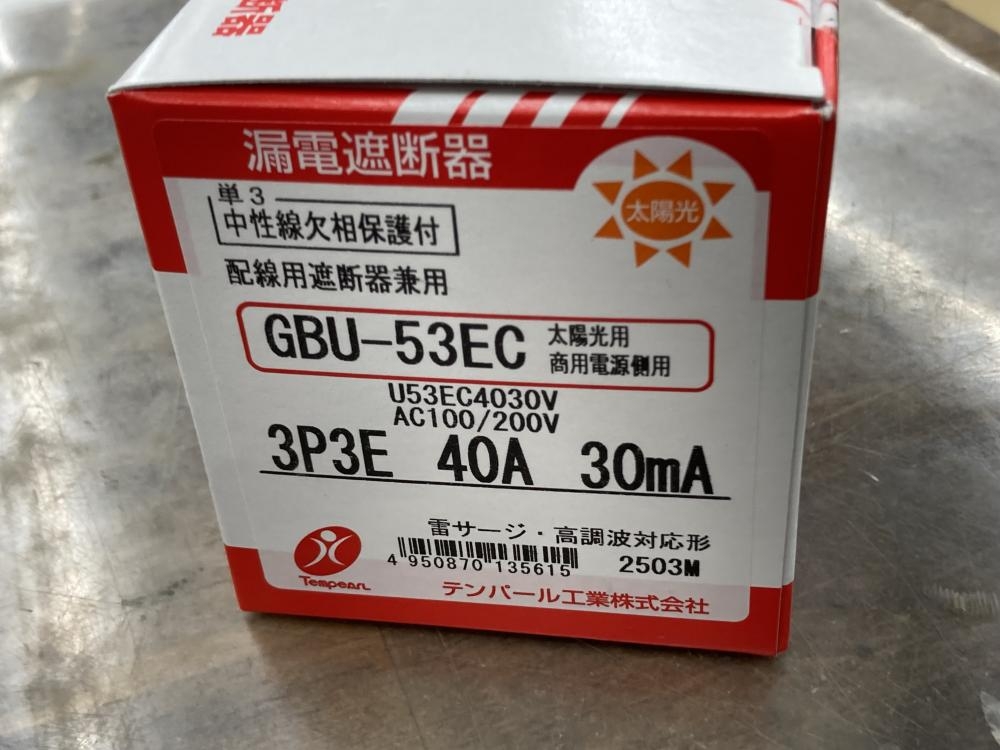 断器
漏電遮断器
太陽光
単3
中性線欠相保護付
配線用遮断器兼用
GBU-53EC
太陽光用
商用電源側用
U53EC4030V
AC100/200V
3P3E 40A 30mA
雷サージ・高調波対応形
4 950870 135615
2503M
Tempearl
テンパール工業株式会社